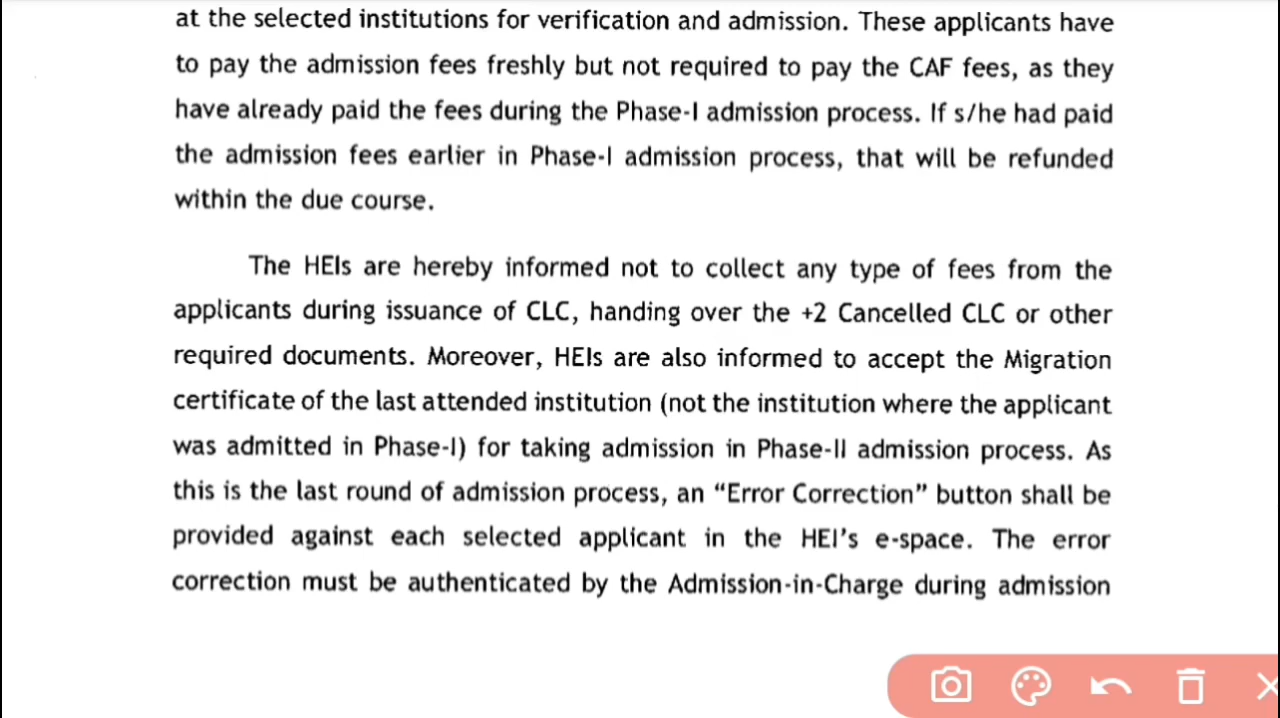 at the selected institutions for verification and admission. These applicants have
to pay the admission fees freshly but not required to pay the CAF fees, as they
have already paid the fees during the Phase-I admission process. If s/he had paid
the admission fees earlier in Phase-I admission process, that will be refunded
within the due course.
The HEIs are hereby informed not to collect any type of fees from the
applicants during issuance of CLC, handing over the +2 Cancelled CLC or other
required documents. Moreover, HEIs are also informed to accept the Migration
certificate of the last attended institution (not the institution where the applicant
was admitted in Phase-I) for taking admission in Phase-II admission process. As
this is the last round of admission process, an “Error Correction” button shall be
provided against each selected applicant in the HEI’s e-space. The error
correction must be authenticated by the Admission-in-Charge during admission